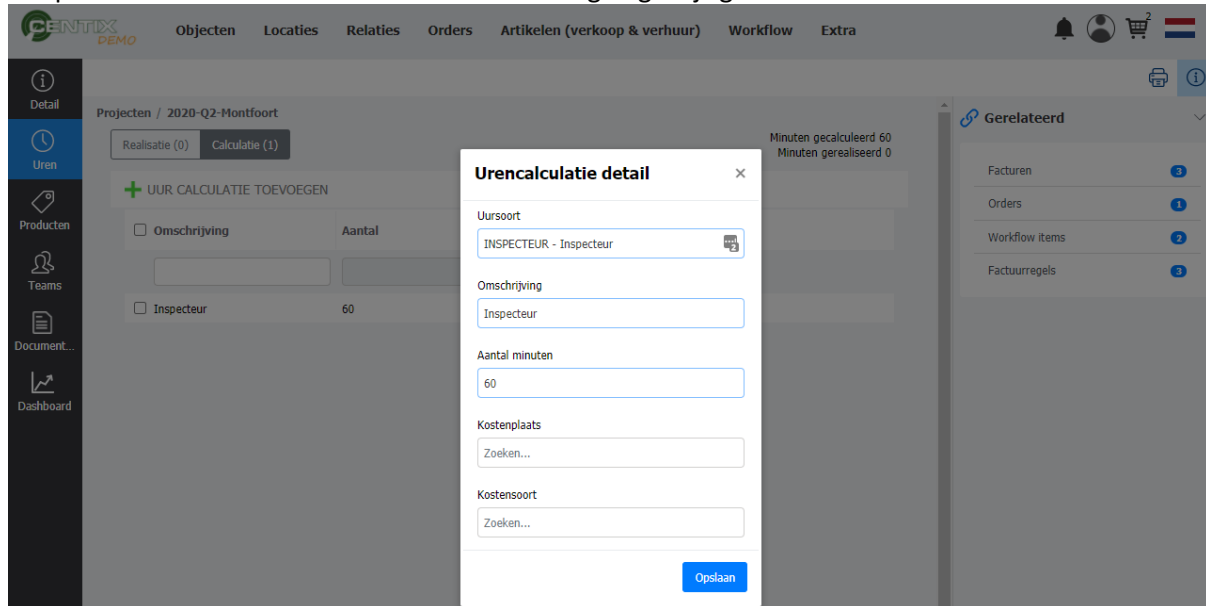 CENTIX
DEMO
Objecten Locaties Relaties Orders Artikelen (verkoop & verhuur) Workflow Extra
2
Detail
Uren
Producten
Teams
Document...
Dashboard
Projecten / 2020-Q2-Montfoort
Realisatie (0) Calculatie (1)
Minuten gecalculeerd 60
Minuten gerealiseerd 0
UUR CALCULATIE TOEVOEGEN
Omschrijving Aantal
Inspecteur 60
Urencalculatie detail ×
Uursoort
INSPECTEUR - Inspecteur
2
Omschrijving
Inspecteur
Aantal minuten
60
Kostenplaats
Zoeken...
Kostensoort
Zoeken...
Opslaan
Gerelateerd
Facturen 3
Orders 1
Workflow items 2
Factuurregels 3